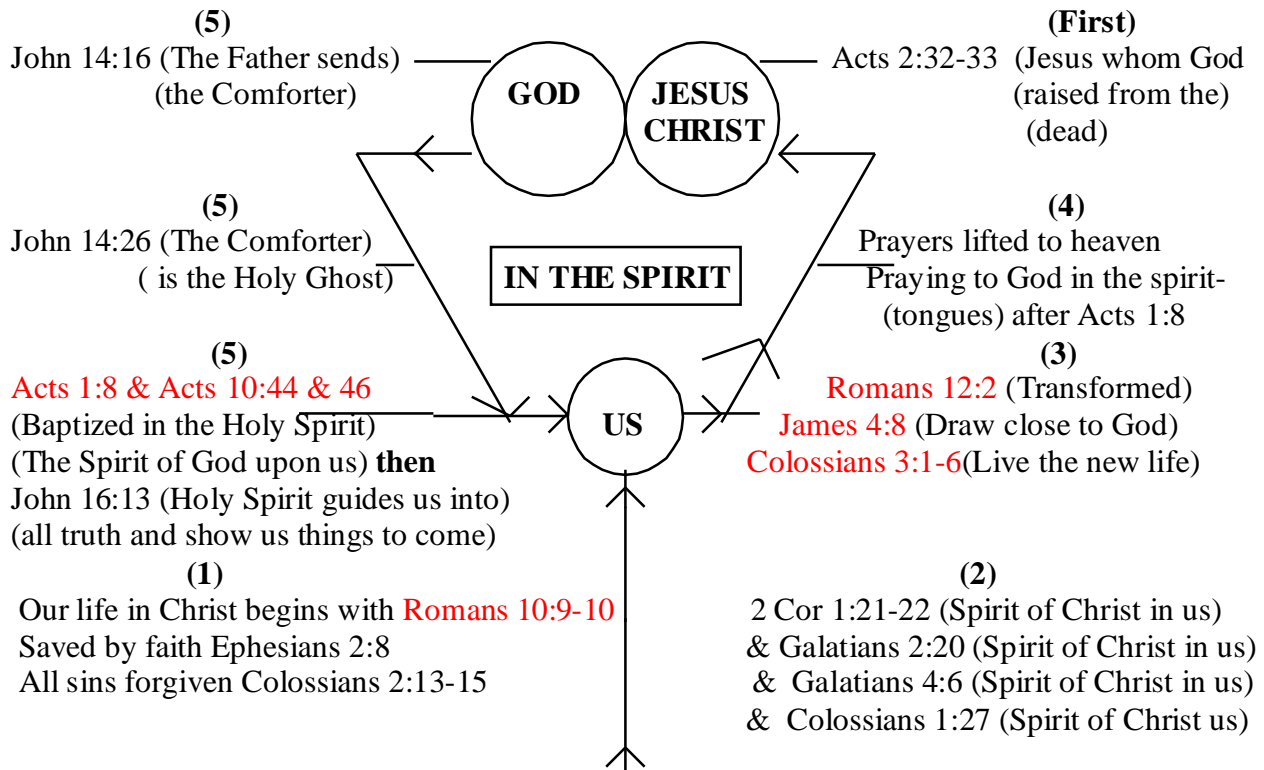 (5)
John 14:16 (The Father sends)
(the Comforter)
GOD
JESUS
CHRIST
(First)
Acts 2:32-33 (Jesus whom God
(raised from the)
(dead)
(5)
John 14:26 (The Comforter)
( is the Holy Ghost)
IN THE SPIRIT
(4)
Prayers lifted to heaven
Praying to God in the spirit-
(tongues) after Acts 1:8
(5)
Acts 1:8 & Acts 10:44 & 46
(Baptized in the Holy Spirit)
(The Spirit of God upon us) then
John 16:13 (Holy Spirit guides us into)
(all truth and show us things to come)
US
(3)
Romans 12:2 (Transformed)
James 4:8 (Draw close to God)
Colossians 3:1-6(Live the new life)
(1)
Our life in Christ begins with Romans 10:9-10
Saved by faith Ephesians 2:8
All sins forgiven Colossians 2:13-15
(2)
2 Cor 1:21-22 (Spirit of Christ in us)
& Galatians 2:20 (Spirit of Christ in us)
& Galatians 4:6 (Spirit of Christ in us)
& Colossians 1:27 (Spirit of Christ us)